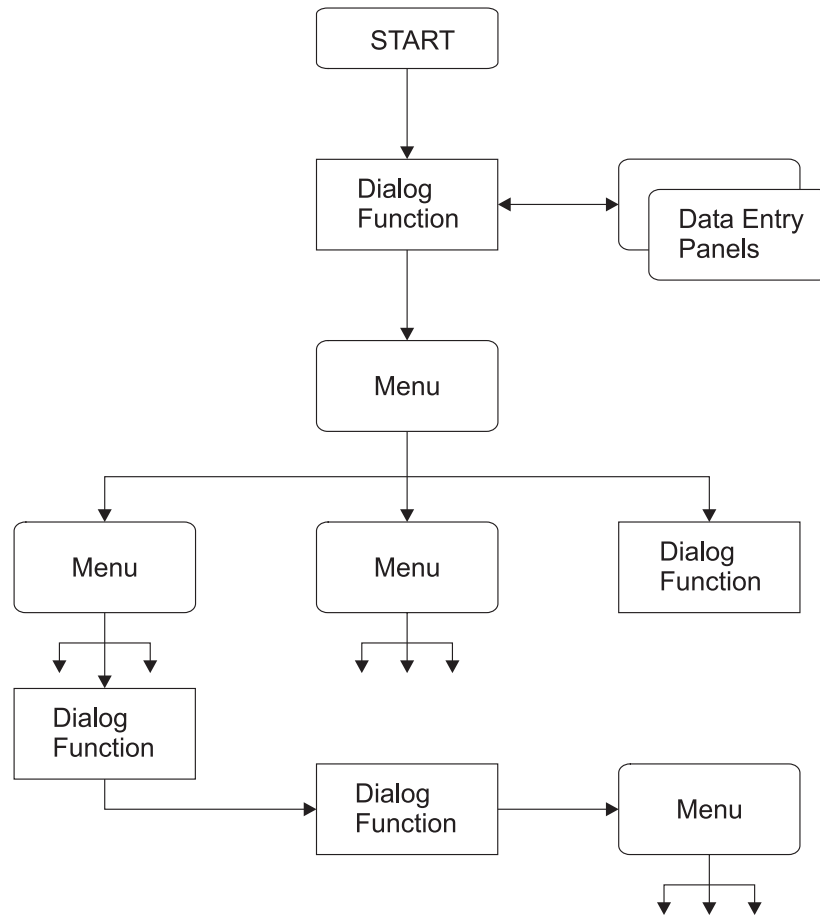 START
Dialog
Function
Data Entry
Panels
Menu
Menu
Menu
Dialog
Function
Dialog
Function
Dialog
Function
Menu